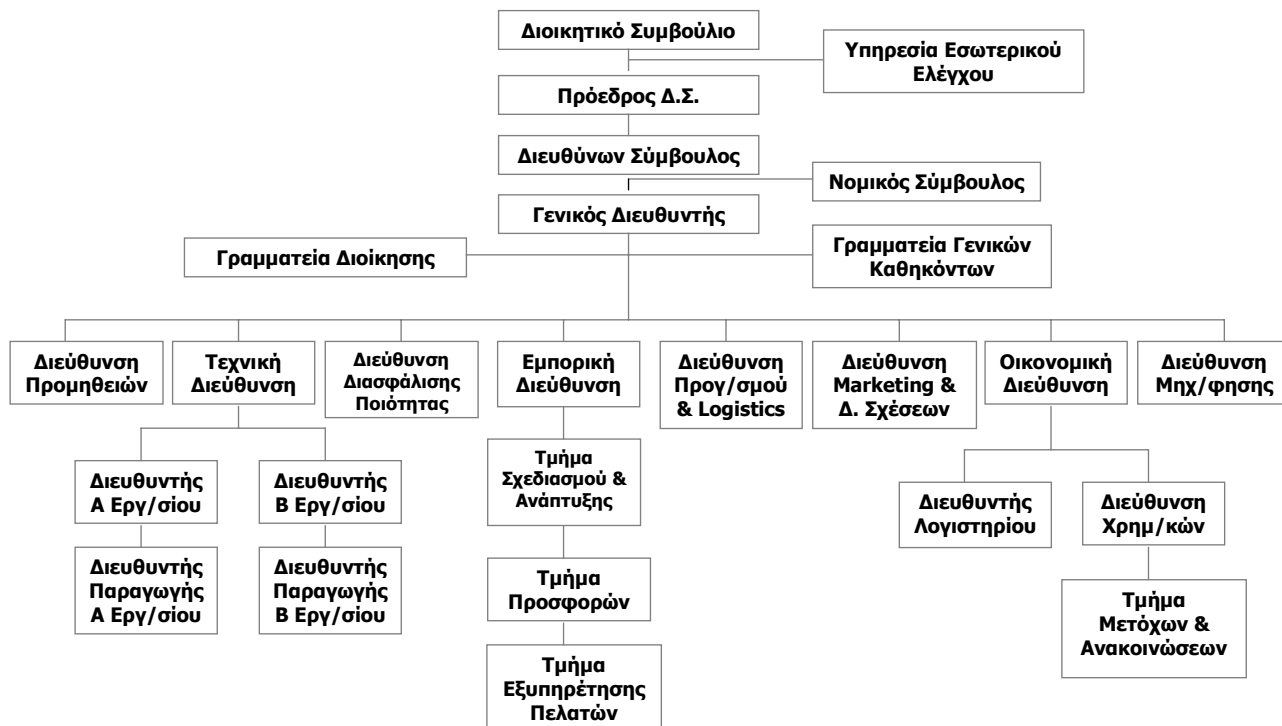 Διοικητικό Συμβούλιο
Υπηρεσία Εσωτερικού
Ελέγχου
Πρόεδρος Δ.Σ.
Διευθύνων Σύμβουλος
Νομικός Σύμβουλος
Γενικός Διευθυντής
Γραμματεία Διοίκησης
Γραμματεία Γενικών
Καθηκόντων
Διεύθυνση
Προμηθειών
Τεχνική
Διεύθυνση
Διεύθυνση
Διασφάλισης
Ποιότητας
Εμπορική
Διεύθυνση
Διεύθυνση
Προγ/σμού
& Logistics
Διεύθυνση
Marketing &
Δ. Σχέσεων
Οικονομική
Διεύθυνση
Διεύθυνση
Μηχ/φησης
Διευθυντής
Α Εργ/σίου
Διευθυντής
Β Εργ/σίου
Τμήμα
Σχεδιασμού &
Ανάπτυξης
Διευθυντής
Λογιστηρίου
Διεύθυνση
Χρημ/κών
Διευθυντής
Παραγωγής
Α Εργ/σίου
Διευθυντής
Παραγωγής
Β Εργ/σίου
Τμήμα
Προσφορών
Τμήμα
Μετόχων &
Ανακοινώσεων
Τμήμα
Εξυπηρέτησης
Πελατών